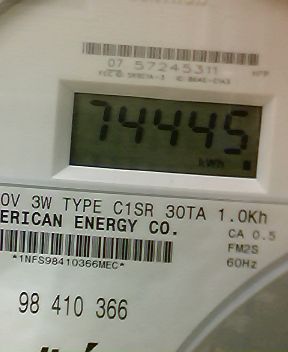 07 57245311
74445
kWh
0V 3W TYPE C1SR 30TA 1.0Kh
ERICAN ENERGY CO.
CA 0.5
FM2S
*1NFS98410366MEC*
60Hz
98 410 366